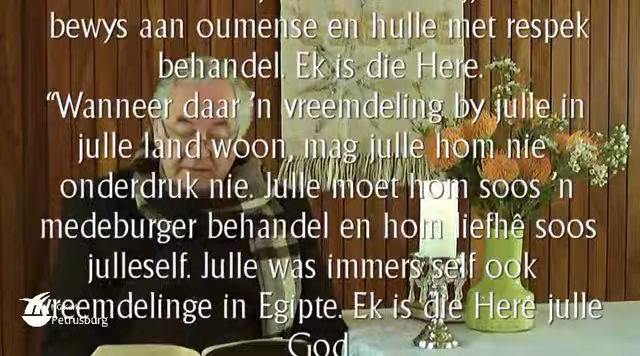 bewys aan oumense en hulle met respek
behandel. Ek is die Here.
“Wanneer daar ’n vreemdeling by julle in
julle land woon, mag julle hom nie
onderdruk nie. Julle moet hom soos ’n
medeburger behandel en hom liefhê soos
julleself. Julle was immers self ook
vreemdelinge in Egipte. Ek is die Here julle
God.
Petrusburg